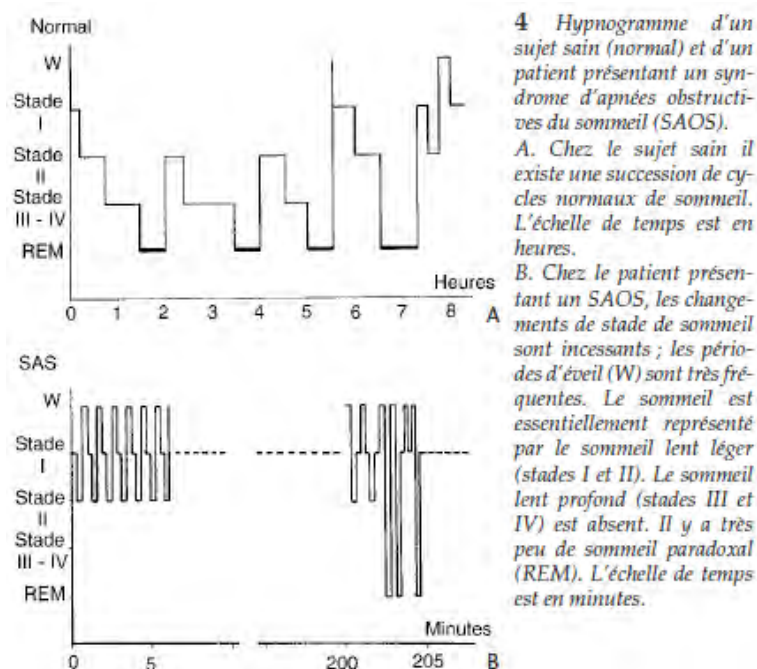 Normal
W
Stade
I
Stade
II
Stade
III - IV
REM
Heures
0 1 2 3 4 5 6 7 8 A
SAS
W
Stade
I
Stade
II
Stade
III - IV
REM
Minutes
0 5 200 205 B
4 Hypnogramme d'un
sujet sain (normal) et d'un
patient présentant un syn-
drome d'apnées obstructi-
ves du sommeil (SAOS).
A. Chez le sujet sain il
existe une succession de cy-
cles normaux de sommeil.
L'échelle de temps est en
heures.
B. Chez le patient présen-
tant un SAOS, les change-
ments de stade de sommeil
sont incessants ; les pério-
des d'éveil (W) sont très fré-
quentes. Le sommeil est
essentiellement représenté
par le sommeil lent léger
(stades I et II). Le sommeil
lent profond (stades III et
IV) est absent. Il y a très
peu de sommeil paradoxal
(REM). L'échelle de temps
est en minutes.